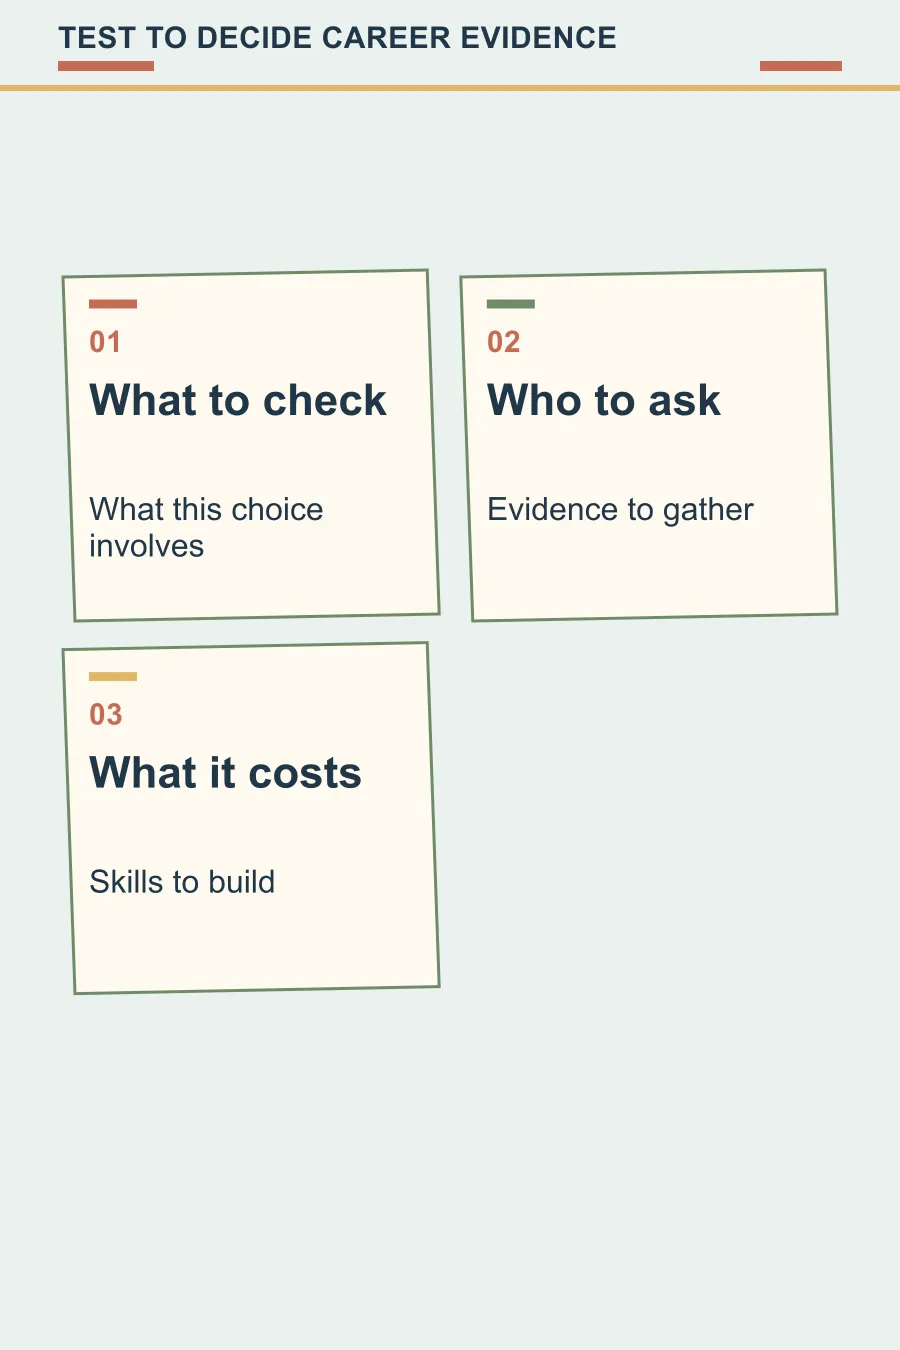 TEST TO DECIDE CAREER EVIDENCE
01
What to check
What this choice
involves
02
Who to ask
Evidence to gather
03
What it costs
Skills to build